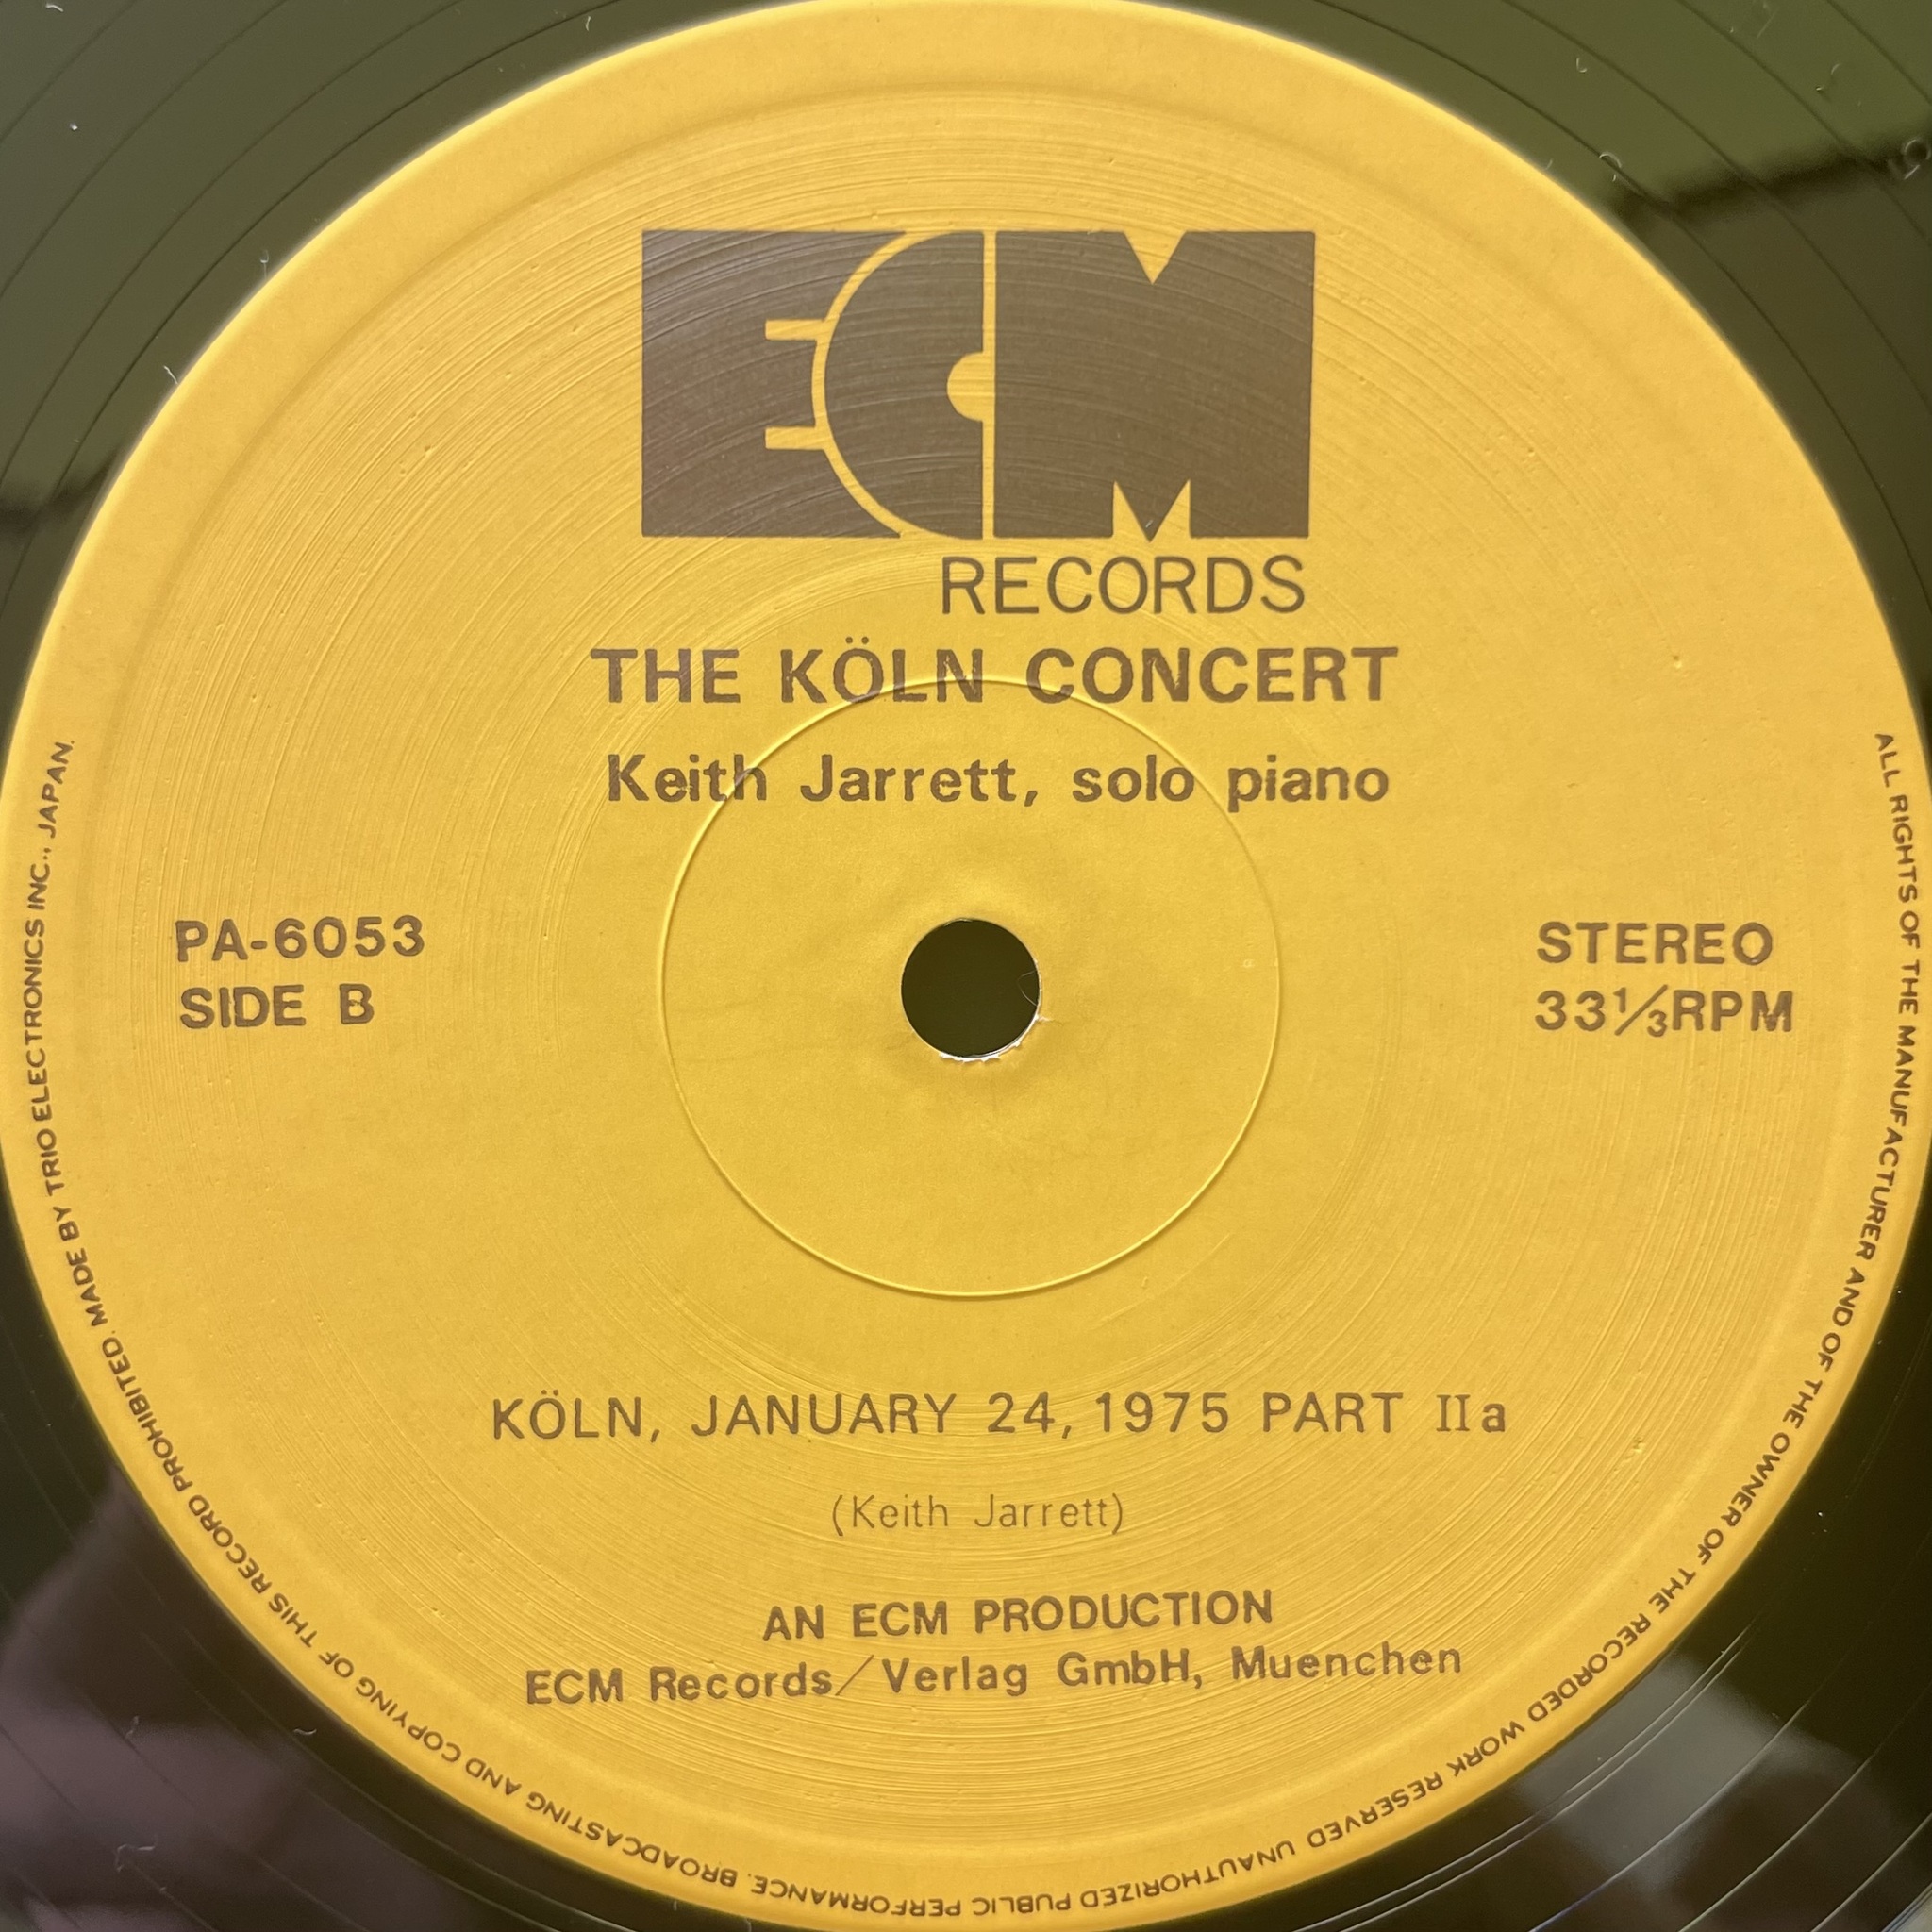 ECM
RECORDS
THE KÖLN CONCERT
Keith Jarrett, solo piano
PA-6053
SIDE B
STEREO
33⅓RPM
KÖLN, JANUARY 24, 1975 PART IIa
(Keith Jarrett)
AN ECM PRODUCTION
ECM Records/Verlag GmbH, Muenchen
ALL RIGHTS OF THE MANUFACTURER AND OF THE OWNER OF THE RECORDED WORK RESERVED UNAUTHORIZED PUBLIC PERFORMANCE. BROADCASTING AND COPYING OF THIS RECORD PROHIBITED. MADE BY TRIO ELECTRONICS INC., JAPAN.